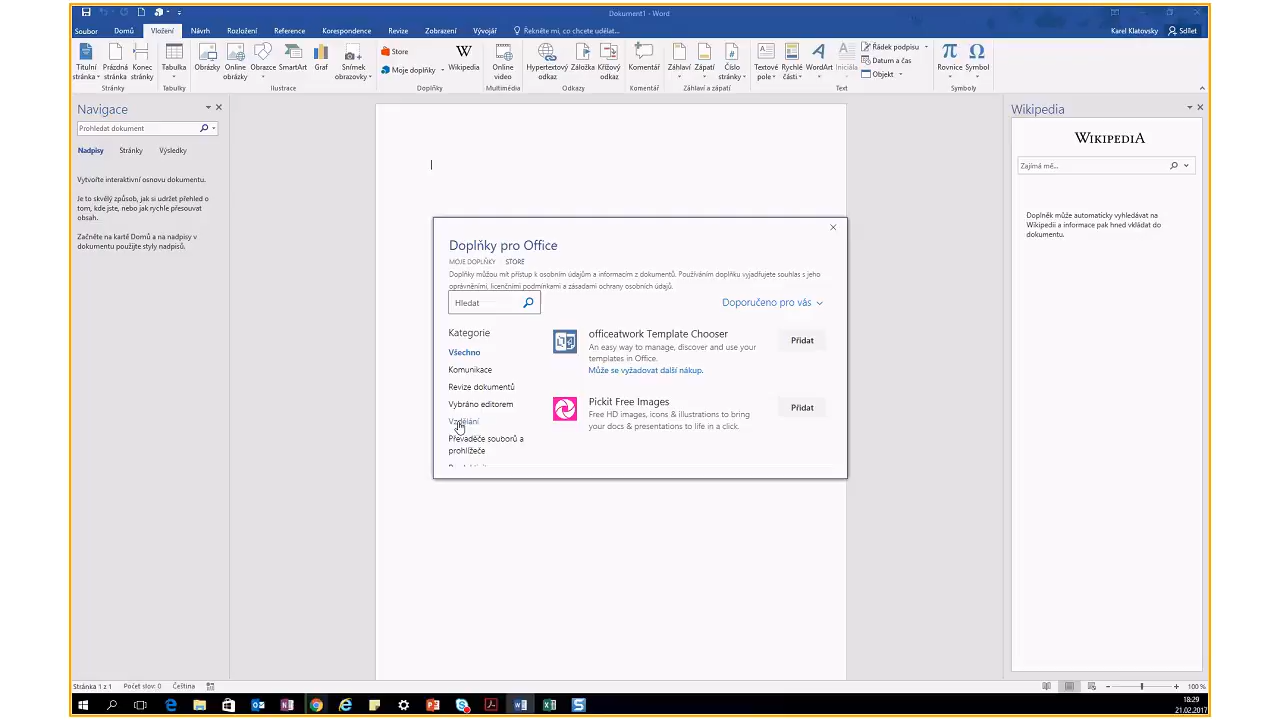 Dokument1 - Word
Soubor Domů Vložení Návrh Rozložení Reference Korespondence Revize Zobrazení Vývojář Řekněte mi, co chcete udělat... Karel Klatovsky Sdílet
Titulní strana
Prázdná stránka
Konec stránky
Stránky
Tabulka
Tabulky
Obrázky
Online obrázky
Obrazce
SmartArt
Graf
Snímek obrazovky
Ilustrace
Store
Moje doplňky
Wikipedia
Doplňky
Online video
Multimédia
Hypertextový odkaz
Záložka
Křížový odkaz
Odkazy
Komentář
Komentář
Záhlaví
Zápatí
Číslo stránky
Záhlaví a zápatí
Textové pole
Rychlé části
WordArt
Iniciála
Řádek podpisu
Datum a čas
Objekt
Text
Rovnice
Symbol
Symboly
Navigace
Prohledat dokument
Nadpisy Stránky Výsledky
Vytvořte interaktivní osnovu dokumentu.
Je to skvělý způsob, jak si udržet přehled o
tom, kde jste, nebo jak rychle přesouvat
obsah.
Začněte na kartě Domů a na nadpisy v
dokumentu použijte styly nadpisů.
Doplňky pro Office
MOJE DOPLŇKY STORE
Doplňky můžou mít přístup k osobním údajům a informacím z dokumentů. Používáním doplňku vyjadřujete souhlas s jeho
oprávněními, licenčními podmínkami a zásadami ochrany osobních údajů.
Hledat
Doporučeno pro vás
Kategorie
Všechno
Komunikace
Revize dokumentů
Vybráno editorem
Vzdělání
Převaděče souborů a
prohlížeče
officeatwork Template Chooser
An easy way to manage, discover and use your
templates in Office.
Může se vyžadovat další nákup.
Přidat
Pickit Free Images
Free HD images, icons & illustrations to bring
your docs & presentations to life in a click.
Přidat
Wikipedia
WIKIPEDIA
Zajímá mě...
Doplněk může automaticky vyhledávat na
Wikipedii a informace pak hned vkládat do
dokumentu.
Stránka 1 z 1 Počet slov: 0 Čeština 100 %
18:29
21.02.2017